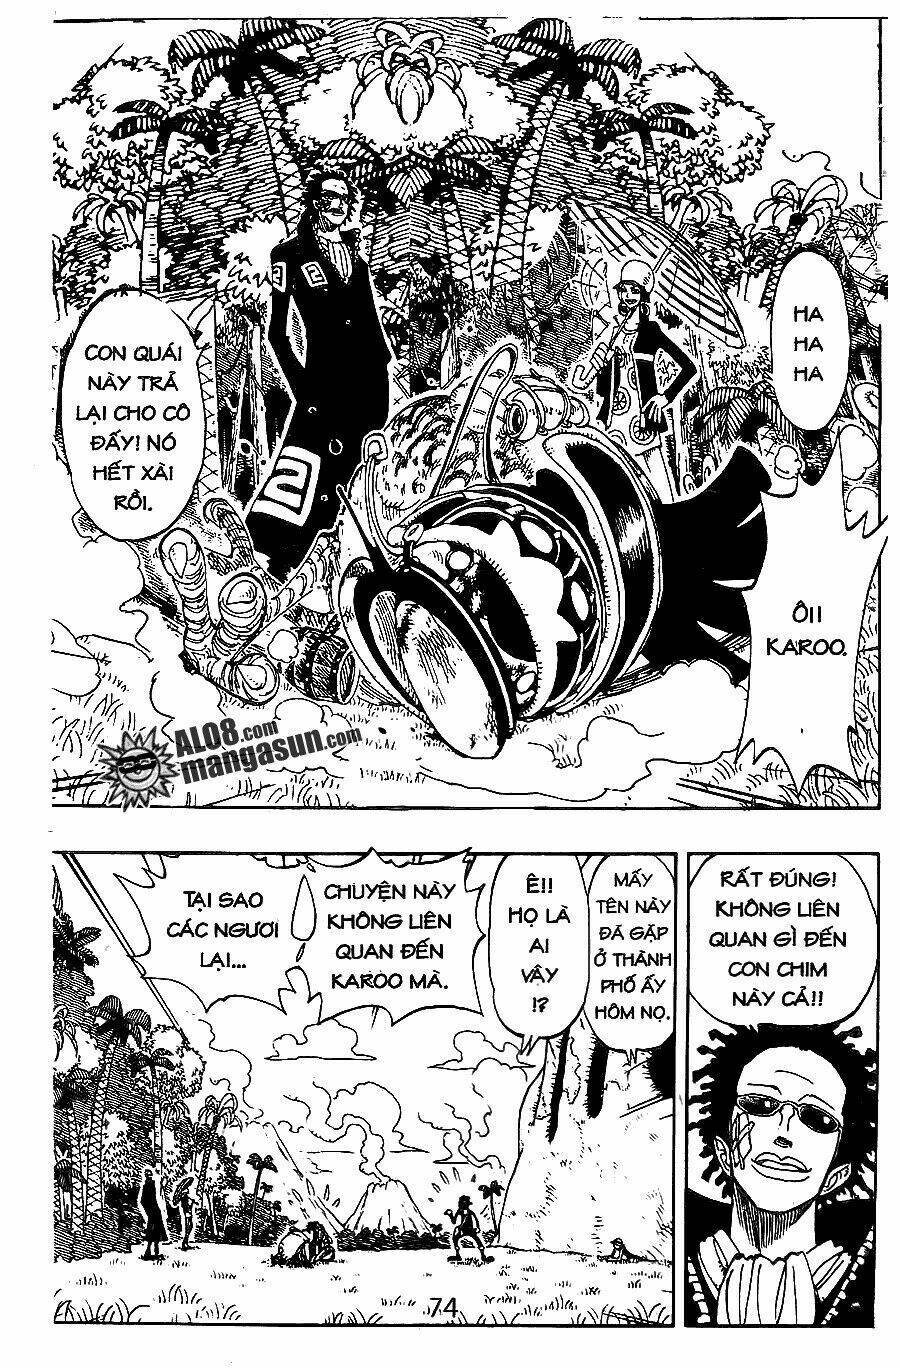 HA
HA
HA
CON QUÁI
NÀY TRẢ
LẠI CHO CÔ
ĐẤY! NÓ
HẾT XÀI
RỒI.
ÔI!
KAROO.
AL08.com
mangasun.com
RẤT ĐÚNG!
KHÔNG LIÊN
QUAN GÌ ĐẾN
CON CHIM
NÀY CẢ!!
MẤY
TÊN NÀY
ĐÃ GẶP
Ở THÀNH
PHỐ ẤY
HÔM NỌ.
Ê!!
HỌ LÀ
AI
VẬY
!?
CHUYỆN NÀY
KHÔNG LIÊN
QUAN ĐẾN
KAROO MÀ.
TẠI SAO
CÁC NGƯƠI
LẠI...
74